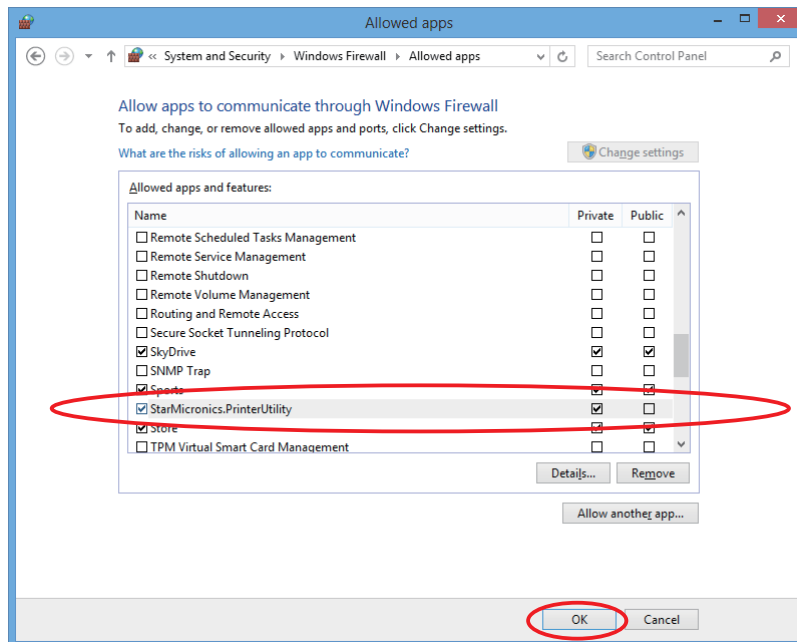 Allowed apps
« System and Security Windows Firewall Allowed apps Search Control Panel
Allow apps to communicate through Windows Firewall
To add, change, or remove allowed apps and ports, click Change settings.
What are the risks of allowing an app to communicate? Change settings
Allowed apps and features:
Name Private Public
Remote Scheduled Tasks Management
Remote Service Management
Remote Shutdown
Remote Volume Management
Routing and Remote Access
Secure Socket Tunneling Protocol
SkyDrive
SNMP Trap
Sports
StarMicronics.PrinterUtility
Store
TPM Virtual Smart Card Management
Details... Remove
Allow another app...
OK Cancel